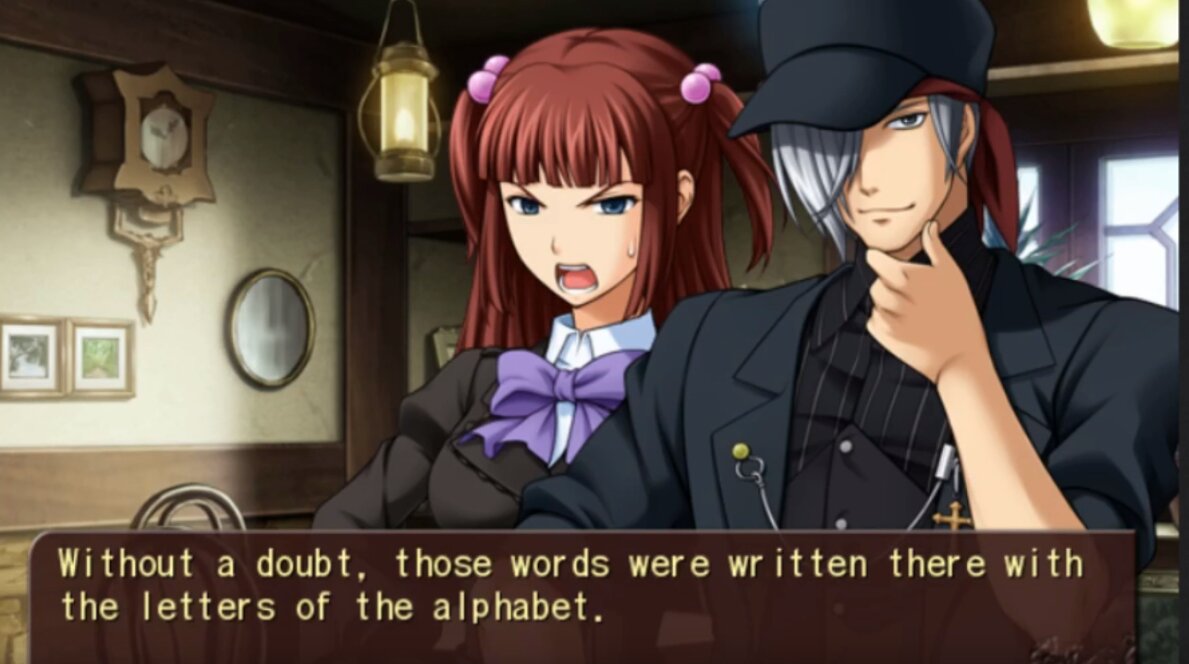 Without a doubt, those words were written there with
the letters of the alphabet.